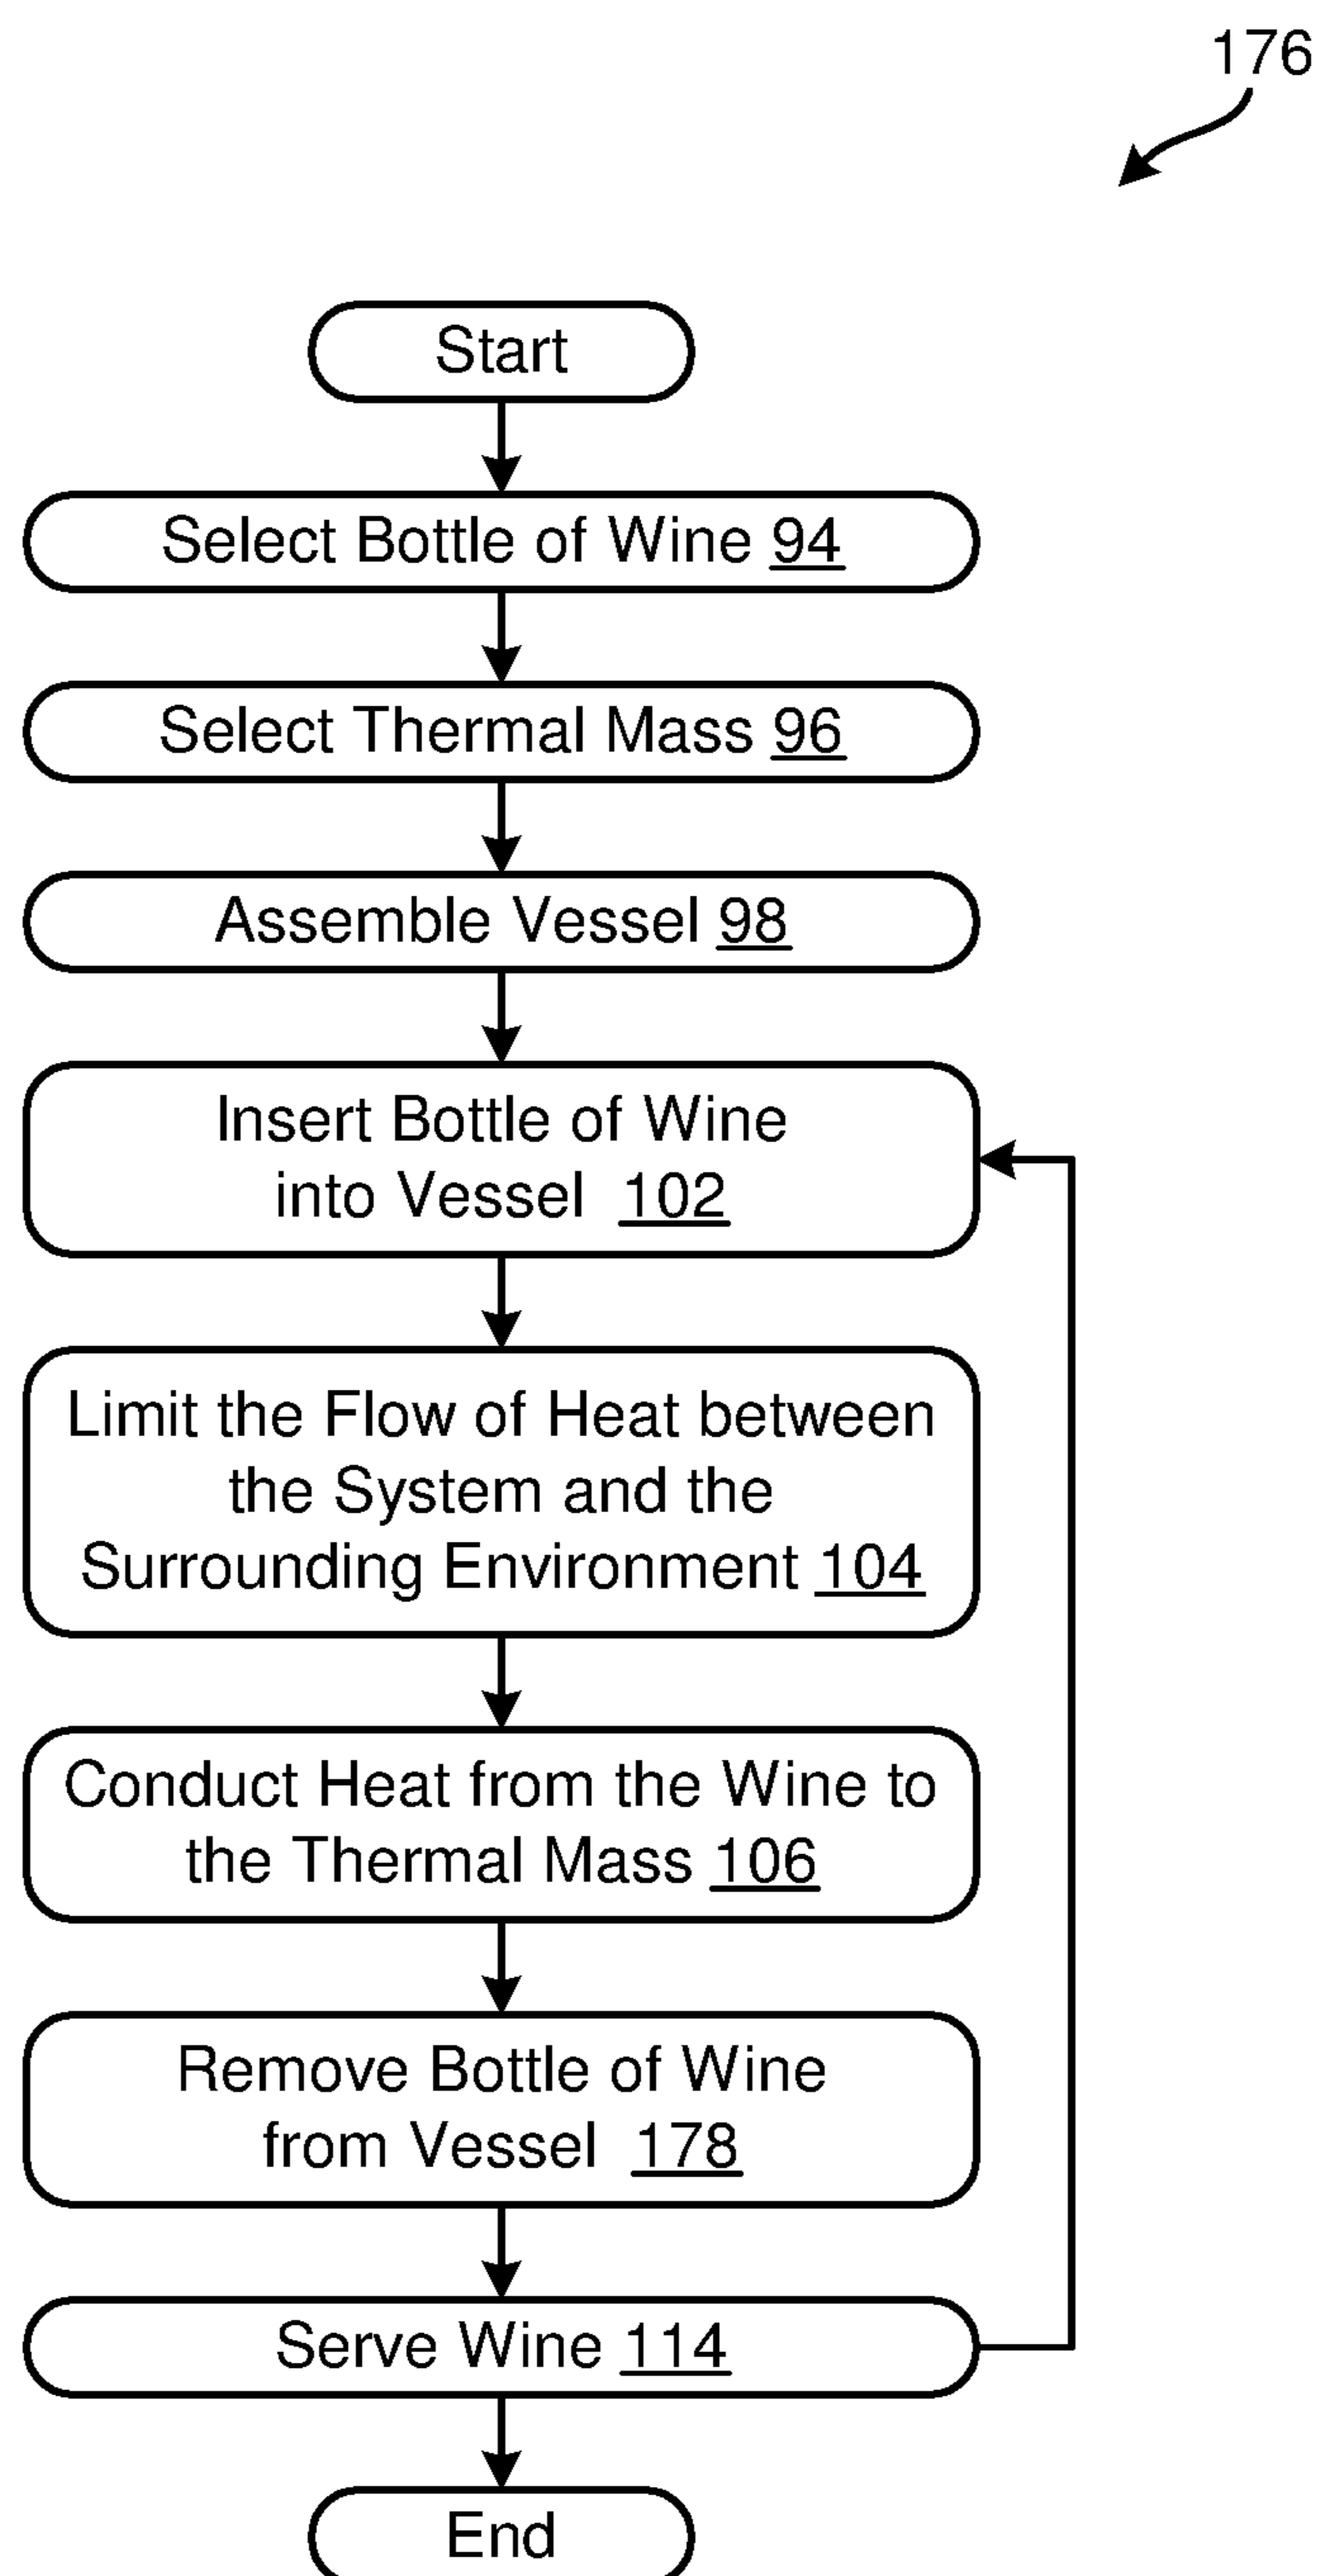 176
Start
Select Bottle of Wine 94
Select Thermal Mass 96
Assemble Vessel 98
Insert Bottle of Wine
into Vessel 102
Limit the Flow of Heat between
the System and the
Surrounding Environment 104
Conduct Heat from the Wine to
the Thermal Mass 106
Remove Bottle of Wine
from Vessel 178
Serve Wine 114
End